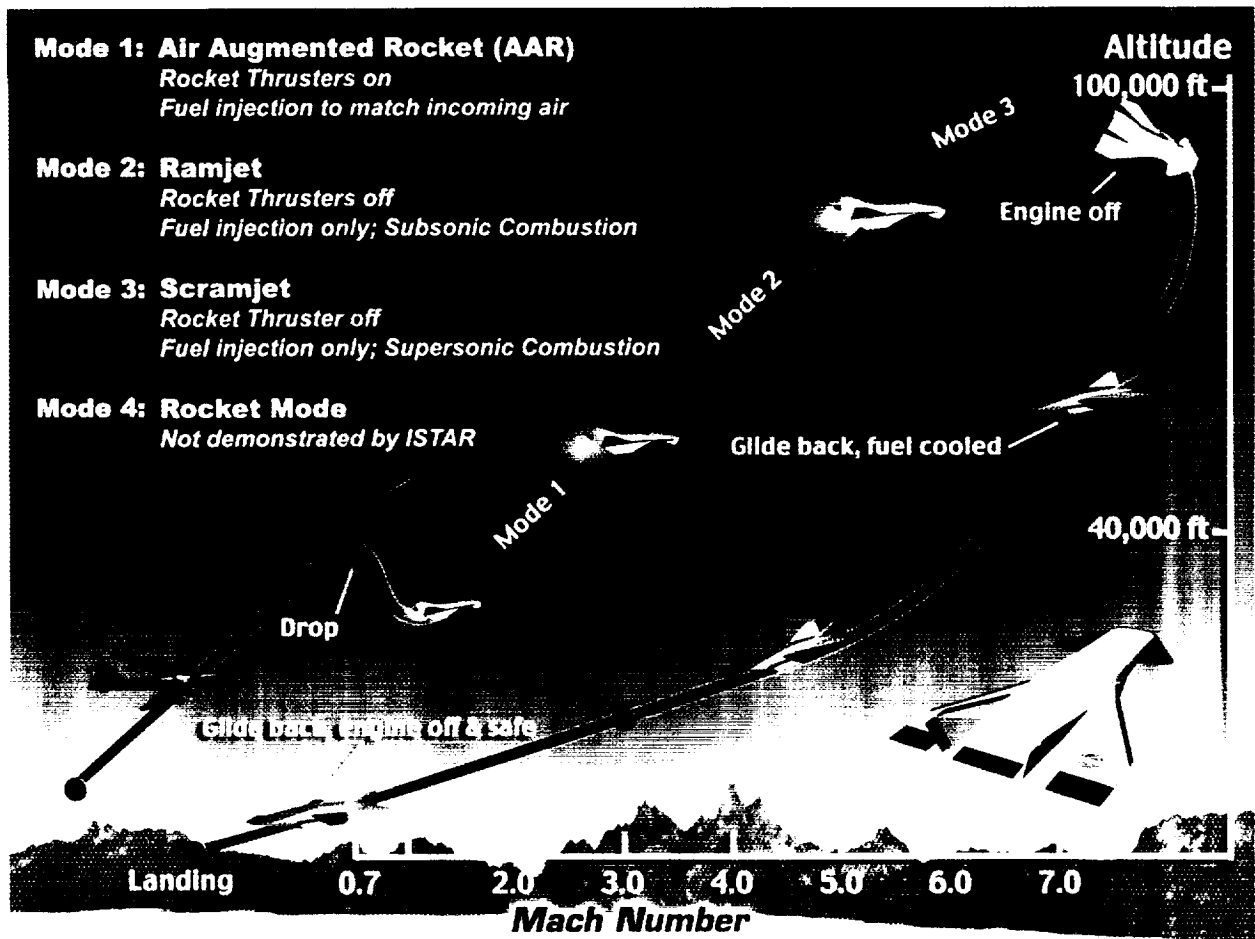 Mode 1: Air Augmented Rocket (AAR)
Rocket Thrusters on
Fuel injection to match incoming air
Mode 2: Ramjet
Rocket Thrusters off
Fuel injection only; Subsonic Combustion
Mode 3: Scramjet
Rocket Thruster off
Fuel injection only; Supersonic Combustion
Mode 4: Rocket Mode
Not demonstrated by ISTAR
Altitude
100,000 ft
Mode 3
Engine off
Mode 2
Glide back, fuel cooled
Mode 1
40,000 ft
Drop
Glide back, engine off & safe
Landing 0.7 2.0 3.0 4.0 5.0 6.0 7.0
Mach Number